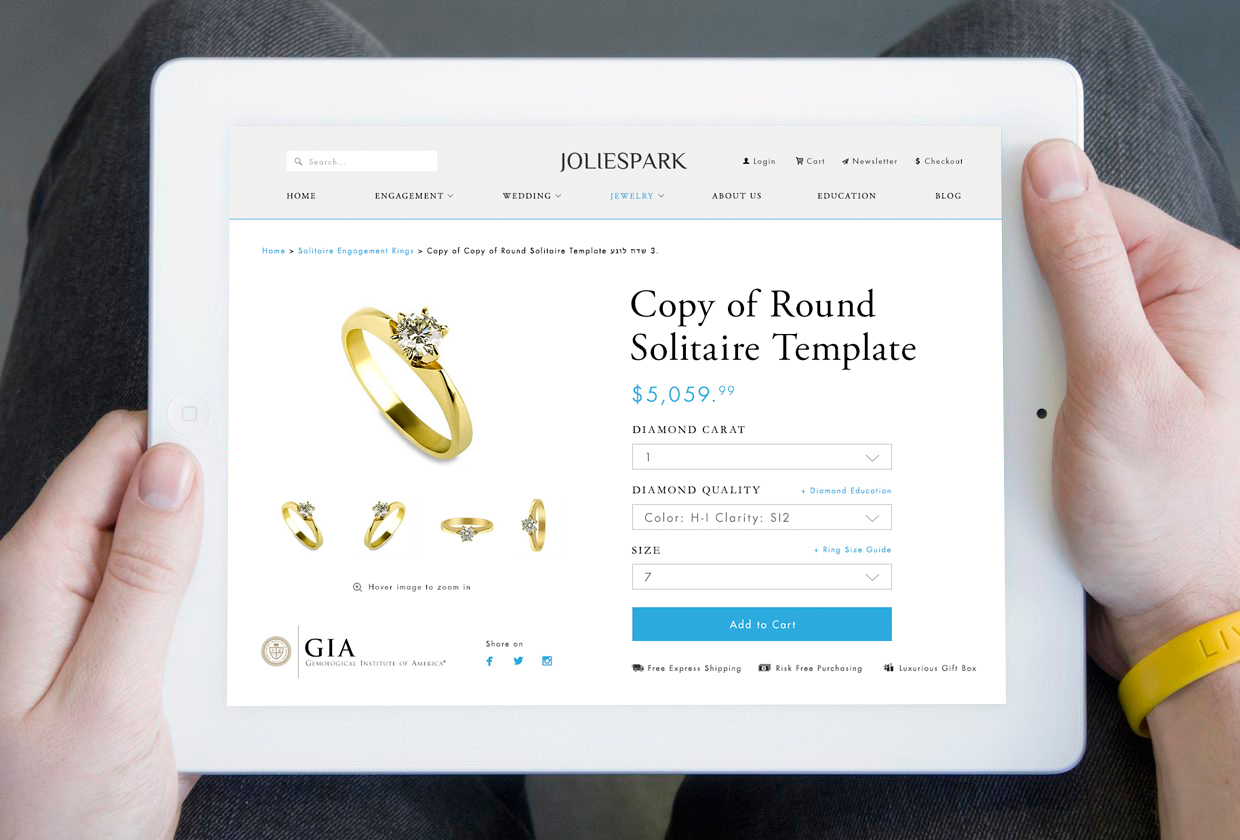 Search...
JOLIESPARK
Login
Cart
Newsletter
$ Checkout
HOME
ENGAGEMENT
WEDDING
JEWELRY
ABOUT US
EDUCATION
BLOG
Home > Solitaire Engagement Rings > Copy of Copy of Round Solitaire Template שדה לוגע 3.
Copy of Round
Solitaire Template
$5,059.99
DIAMOND CARAT
1
DIAMOND QUALITY
+ Diamond Education
Color: H-I Clarity: SI2
SIZE
+ Ring Size Guide
7
Hover image to zoom in
Add to Cart
GIA
GEMOLOGICAL INSTITUTE OF AMERICA®
Share on
Free Express Shipping
Risk Free Purchasing
Luxurious Gift Box
LIV